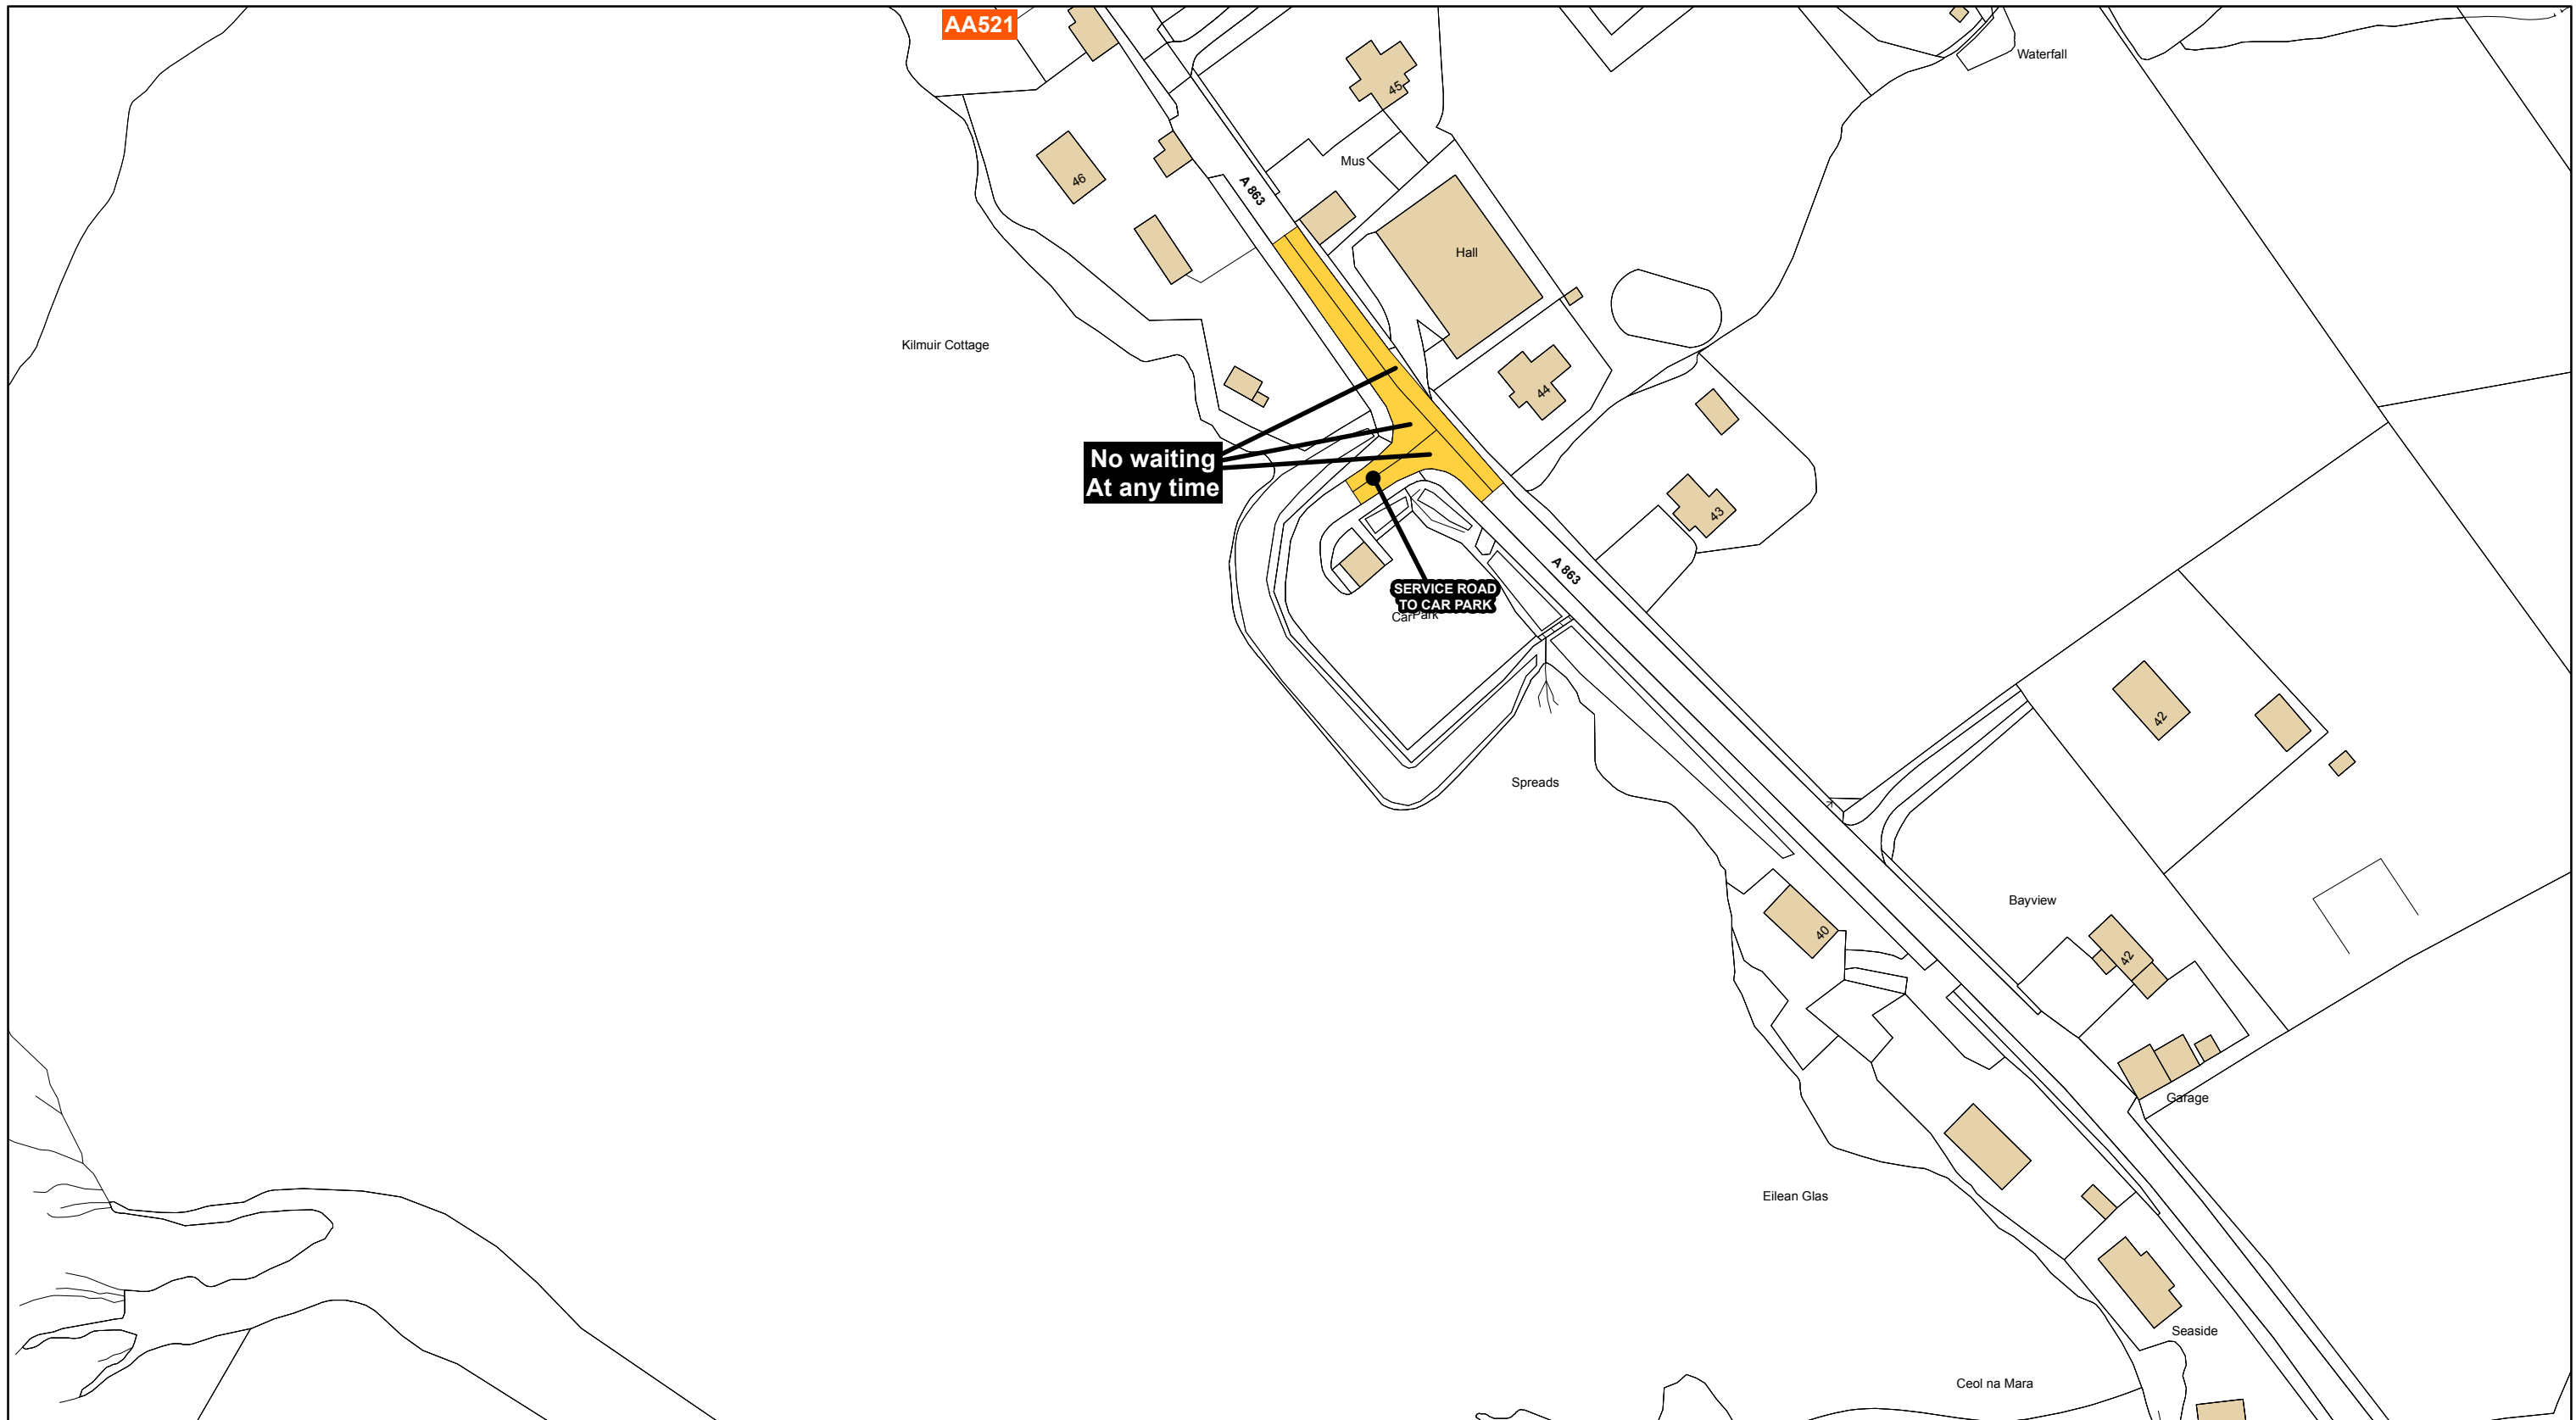 AA521
Waterfall
45
Mus
46
A 863
Hall
Kilmuir Cottage
44
No waiting
At any time
43
A 863
SERVICE ROAD
TO CAR PARK
Car Park
42
Spreads
Bayview
40
42
Garage
Eilean Glas
Seaside
Ceol na Mara